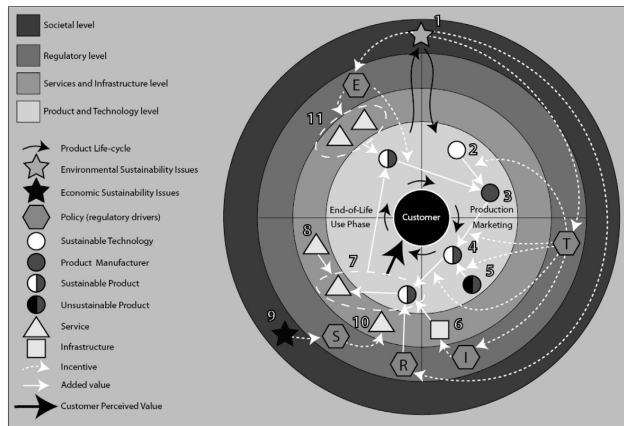 Societal level
Regulatory level
Services and Infrastructure level
Product and Technology level
Product Life-cycle
Environmental Sustainability Issues
Economic Sustainability Issues
Policy (regulatory drivers)
Sustainable Technology
Product Manufacturer
Sustainable Product
Unsustainable Product
Service
Infrastructure
Incentive
Added value
Customer Perceived Value
1
E
11
2
3
End-of-Life
Production
Customer
Use Phase
Marketing
8
4
T
7
5
9
10
6
S
R
I